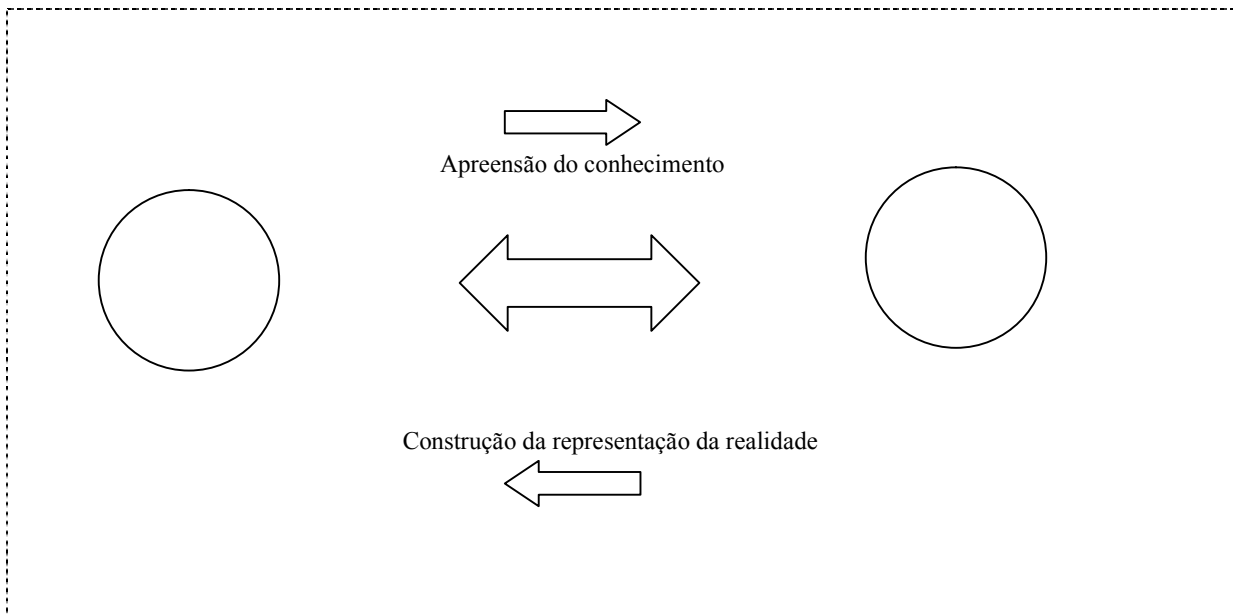 Apreensão do conhecimento
Construção da representação da realidade